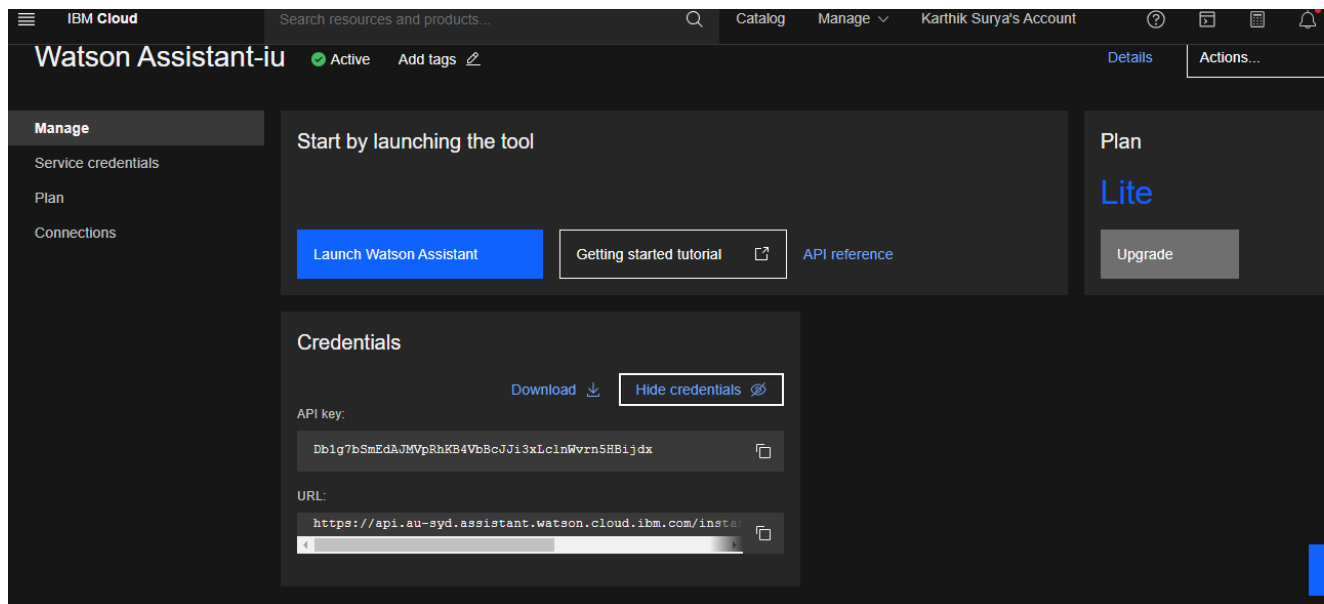 IBM Cloud
Search resources and products...
Catalog
Manage
Karthik Surya's Account
Watson Assistant-iu
Active
Add tags
Details
Actions...
Manage
Service credentials
Plan
Connections
Start by launching the tool
Launch Watson Assistant
Getting started tutorial
API reference
Plan
Lite
Upgrade
Credentials
Download
Hide credentials
API key:
Db1g7bSmEdAJMVpRhKB4VbBcJJi3xLclnWvrn5HBijdx
URL:
https://api.au-syd.assistant.watson.cloud.ibm.com/insta